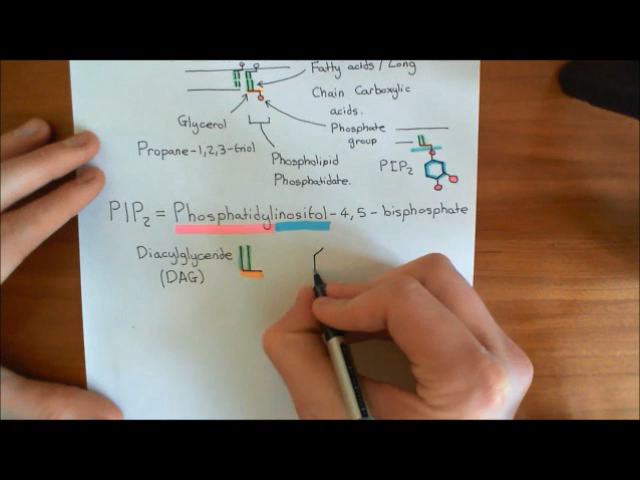 Fatty acids / Long
Chain Carboxylic
acids.
Glycerol
Phosphate
group
Propane-1,2,3-triol
Phospholipid
Phosphatidate.
PIP2
PIP2 = Phosphatidylinositol-4,5-bisphosphate
Diacylglyceride
(DAG)